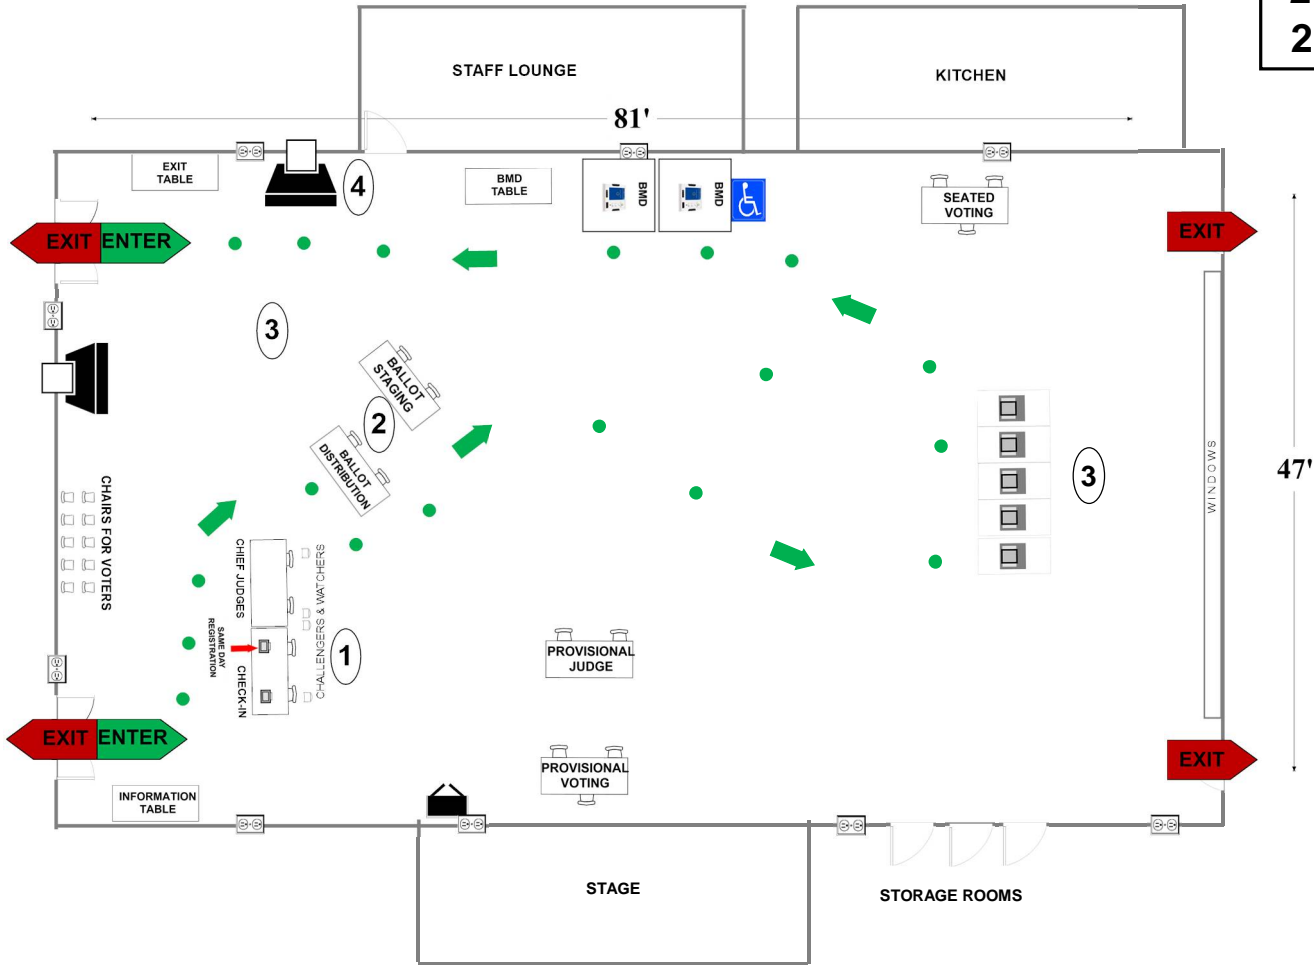 2
STAFF LOUNGE
KITCHEN
81'
EXIT
TABLE
4
BMD
TABLE
BMD
BMD
SEATED
VOTING
EXIT ENTER
EXIT
3
BALLOT
STAGING
2
BALLOT
DISTRIBUTION
3
WINDOWS
47'
CHAIRS FOR VOTERS
CHIEF JUDGES
CHALLENGERS & WATCHERS
SAME DAY
REGISTRATION
CHECK-IN
1
PROVISIONAL
JUDGE
EXIT ENTER
EXIT
PROVISIONAL
VOTING
INFORMATION
TABLE
STAGE
STORAGE ROOMS